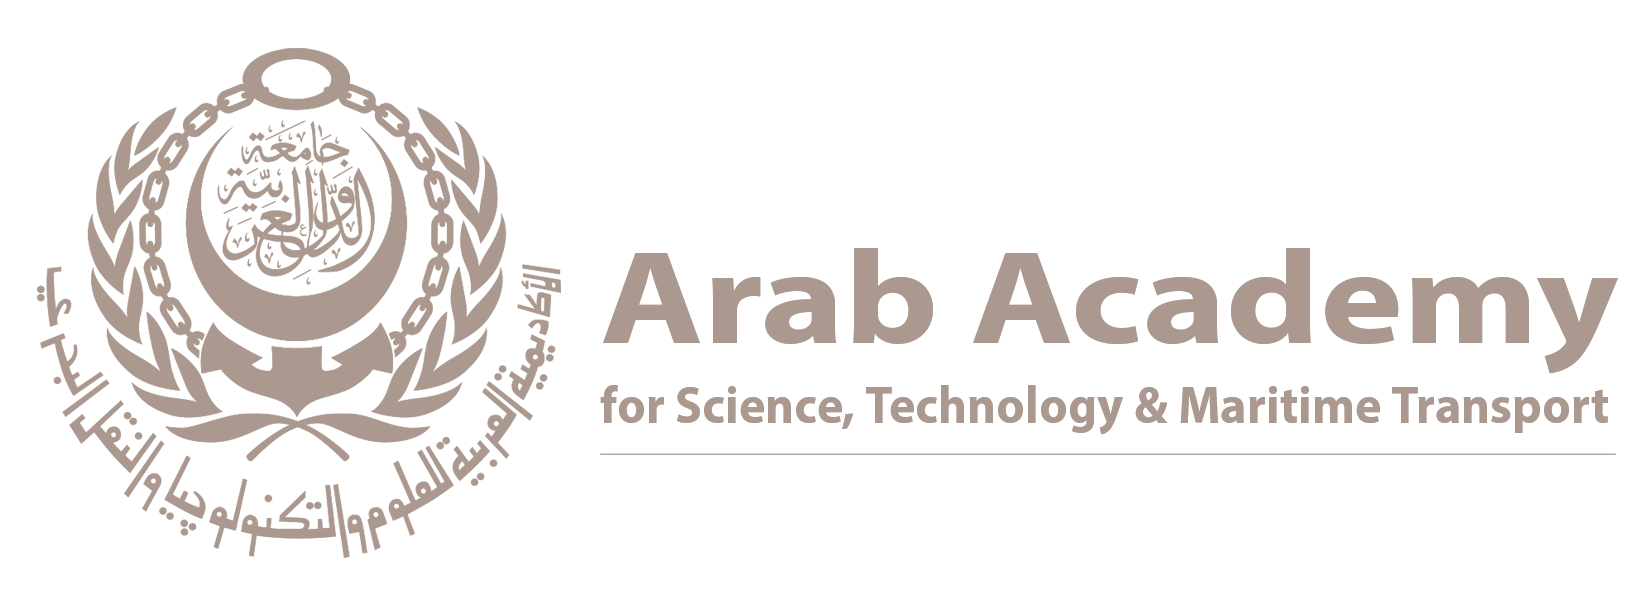 جامعة
الدول العربية
الأكاديمية العربية للعلوم والتكنولوجيا والنقل البحري
Arab Academy
for Science, Technology & Maritime Transport